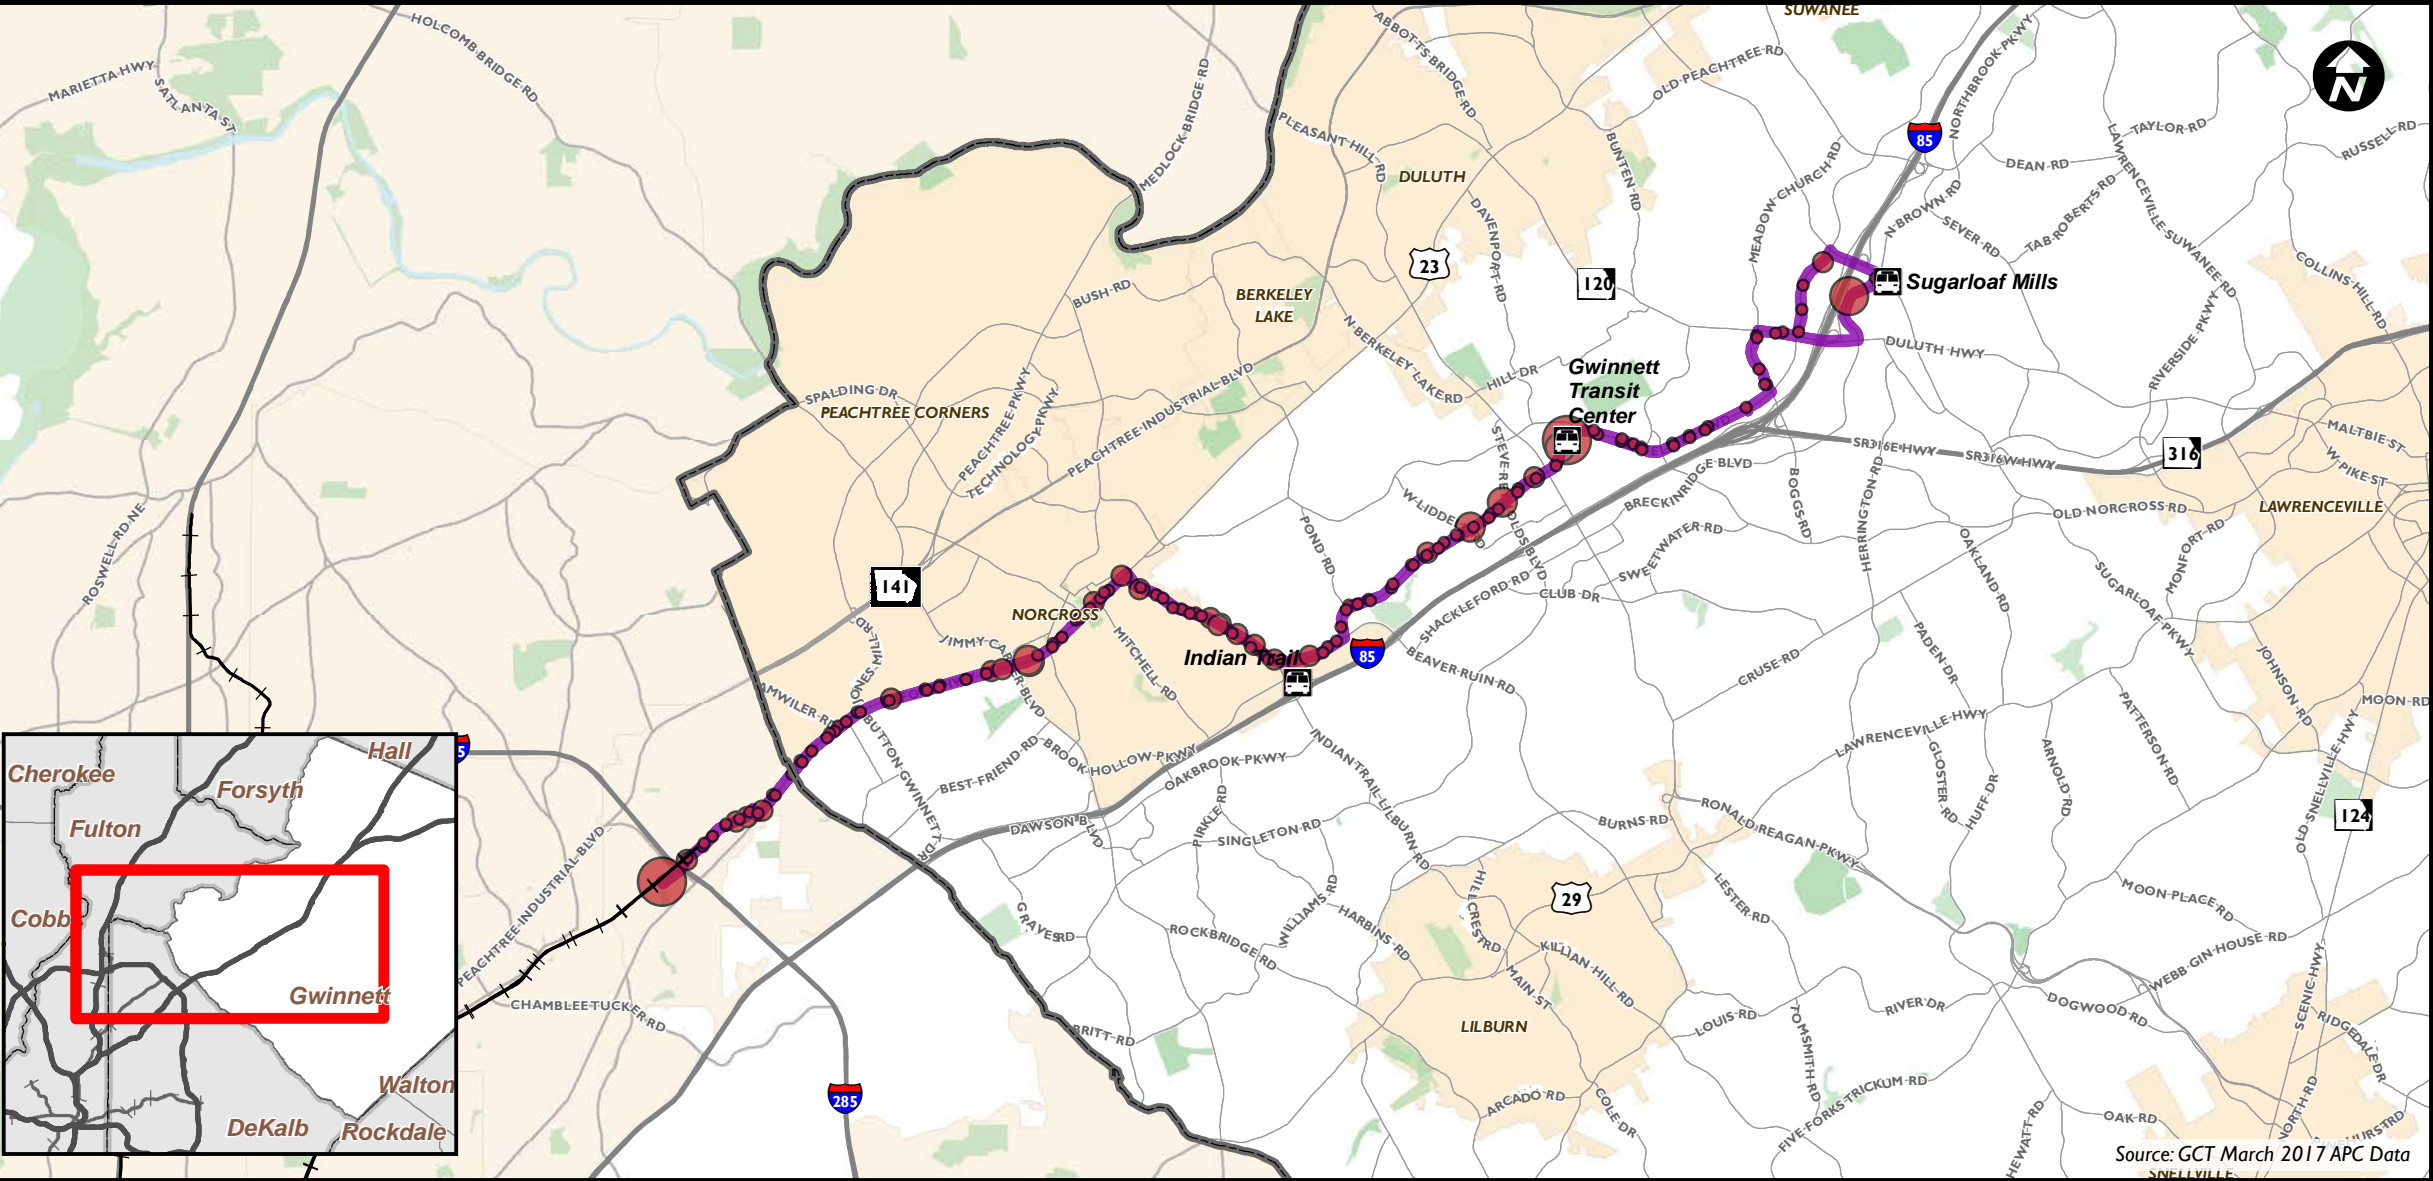 SUWANEE
HOLCOMB BRIDGE RD
MARIETTA HWY
S ATLANTA ST
ABBOTTS BRIDGE RD
OLD PEACHTREE RD
NORTHBROOK PKWY
N
MEDLOCK BRIDGE RD
PLEASANT HILL RD
BUNTEN RD
85
TAYLOR RD
LAWRENCEVILLE SUWANEE RD
RUSSELL RD
DEAN RD
DULUTH
MEADOW CHURCH RD
N BROWN RD
TAB ROBERTS RD
SEVER RD
DAVENPORT RD
23
120
Sugarloaf Mills
COLLINS HILL RD
BUSH RD
BERKELEY
LAKE
N BERKELEY LAKE RD
RIVERSIDE PKWY
DULUTH HWY
Gwinnett
Transit
Center
HILL DR
SPALDING DR
PEACHTREE CORNERS
PEACHTREE PKWY
TECHNOLOGY PKWY
PEACHTREE INDUSTRIAL BLVD
MALTBIE ST
W PIKE ST
SR316E HWY
SR316W HWY
316
BRECKINRIDGE BLVD
BOGGS RD
HERRINGTON RD
OLD NORCROSS RD
LAWRENCEVILLE
ROSWELL RD NE
POND RD
SWEETWATER RD
OAKLAND RD
MONFORT RD
SUGARLOAF PKWY
141
SHACKLEFORD RD
CLUB DR
NORCROSS
MITCHELL RD
Indian Trail
85
BEAVER RUIN RD
CRUSE RD
PADEN DR
JOHNSON RD
MOON RD
AMWILER RD
PATTERSON RD
LAWRENCEVILLE HWY
GLOSTER RD
HUFF DR
ARNOLD RD
OLD SNELLVILLE HWY
BUTTON GWINNETT DR
BEST FRIEND RD
BROOK HOLLOW PKWY
OAKBROOK PKWY
INDIAN TRAIL LILBURN RD
DAWSON BLVD
PIRKLE RD
SINGLETON RD
BURNS RD
RONALD REAGAN PKWY
124
Cherokee
Hall
Forsyth
Fulton
Cobb
Gwinnett
Walton
DeKalb
Rockdale
PEACHTREE INDUSTRIAL BLVD
CHAMBLEE TUCKER RD
285
GRAVES RD
ROCKBRIDGE RD
WILLIAMS RD
HARBINS RD
HILLCREST RD
29
KILLIAN HILL RD
MAIN ST
LILBURN
LESTER RD
MOON PLACE RD
WEBB GIN HOUSE RD
SCENIC HWY
DOGWOOD RD
RIVER DR
LOUIS RD
TOM SMITH RD
RIDGEDALE DR
BRITT RD
ARCADO RD
COLE DR
FIVE FORKS TRICKUM RD
HEWATT RD
OAK RD
NORTH RD
Source: GCT March 2017 APC Data
SNELLVILLE